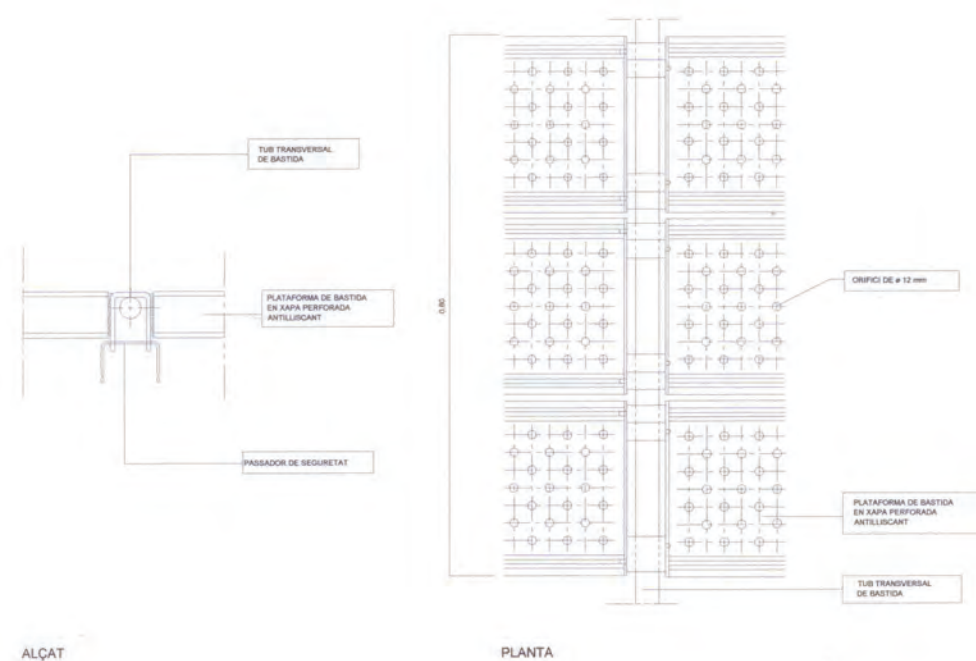 TUB TRANSVERSAL
DE BASTIDA
PLATAFORMA DE BASTIDA
EN XAPA PERFORADA
ANTILLISCANT
PASSADOR DE SEGURETAT
ALÇAT
0,80
ORIFICI DE ø 12 mm
PLATAFORMA DE BASTIDA
EN XAPA PERFORADA
ANTILLISCANT
TUB TRANSVERSAL
DE BASTIDA
PLANTA